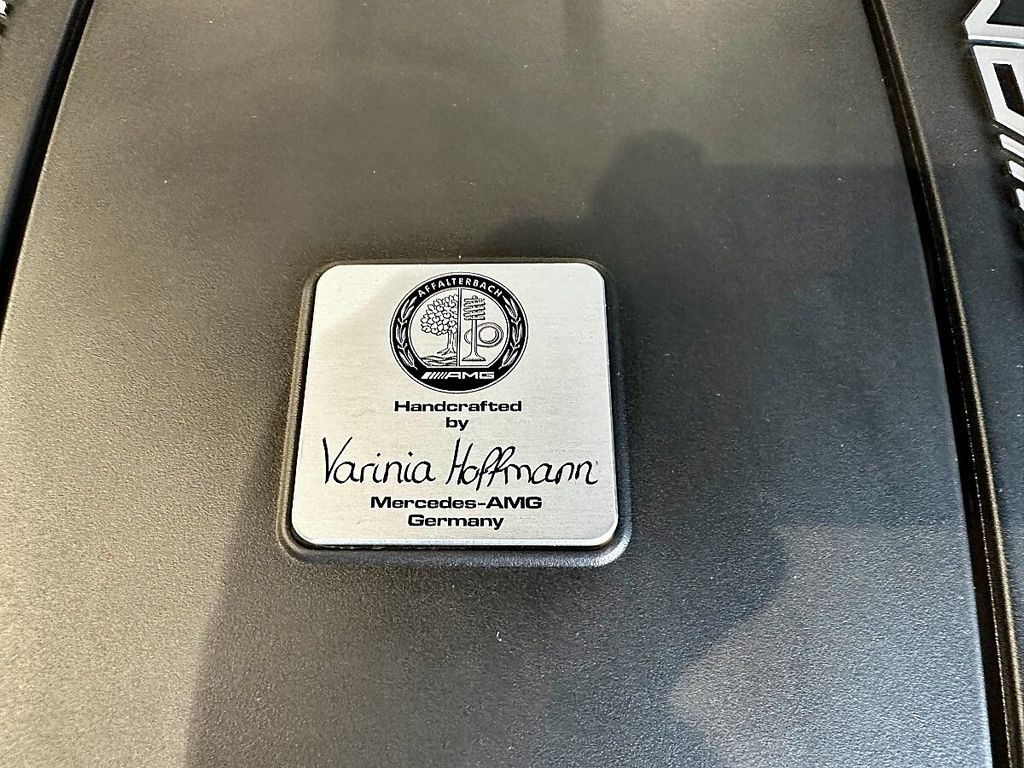 AFFALTERBACH
AMG
Handcrafted
by
Varinia Hoffmann
Mercedes-AMG
Germany